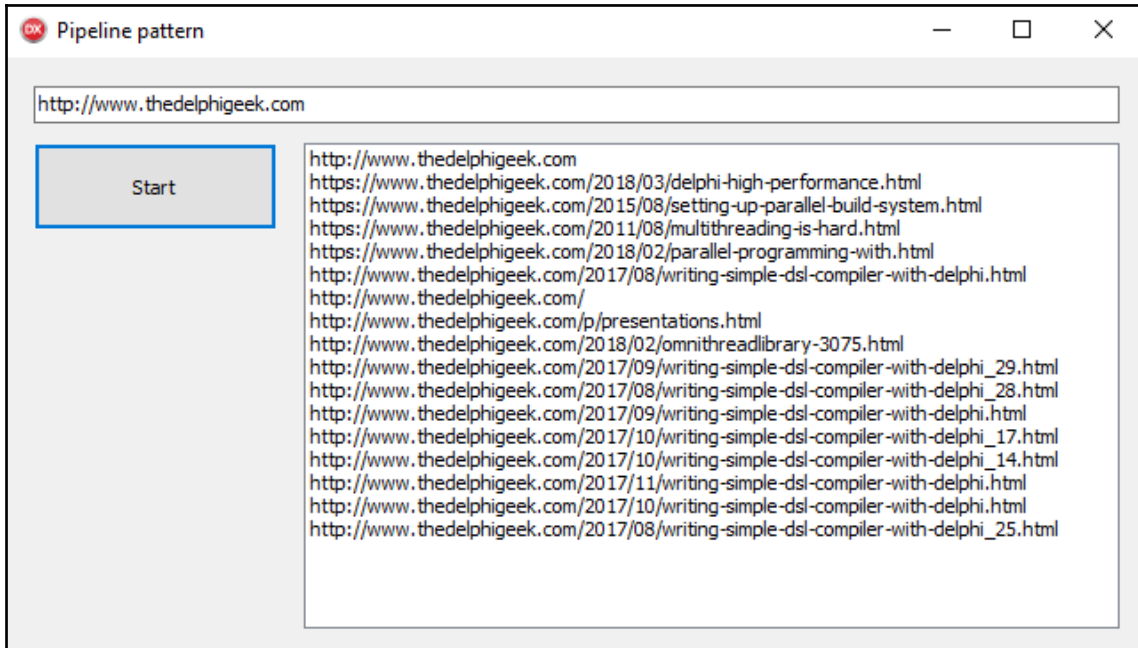 DX Pipeline pattern
http://www.thedelphigeek.com
Start
http://www.thedelphigeek.com
https://www.thedelphigeek.com/2018/03/delphi-high-performance.html
https://www.thedelphigeek.com/2015/08/setting-up-parallel-build-system.html
https://www.thedelphigeek.com/2011/08/multithreading-is-hard.html
https://www.thedelphigeek.com/2018/02/parallel-programming-with.html
http://www.thedelphigeek.com/2017/08/writing-simple-dsl-compiler-with-delphi.html
http://www.thedelphigeek.com/
http://www.thedelphigeek.com/p/presentations.html
http://www.thedelphigeek.com/2018/02/omnithreadlibrary-3075.html
http://www.thedelphigeek.com/2017/09/writing-simple-dsl-compiler-with-delphi_29.html
http://www.thedelphigeek.com/2017/08/writing-simple-dsl-compiler-with-delphi_28.html
http://www.thedelphigeek.com/2017/09/writing-simple-dsl-compiler-with-delphi.html
http://www.thedelphigeek.com/2017/10/writing-simple-dsl-compiler-with-delphi_17.html
http://www.thedelphigeek.com/2017/10/writing-simple-dsl-compiler-with-delphi_14.html
http://www.thedelphigeek.com/2017/11/writing-simple-dsl-compiler-with-delphi.html
http://www.thedelphigeek.com/2017/10/writing-simple-dsl-compiler-with-delphi.html
http://www.thedelphigeek.com/2017/08/writing-simple-dsl-compiler-with-delphi_25.html